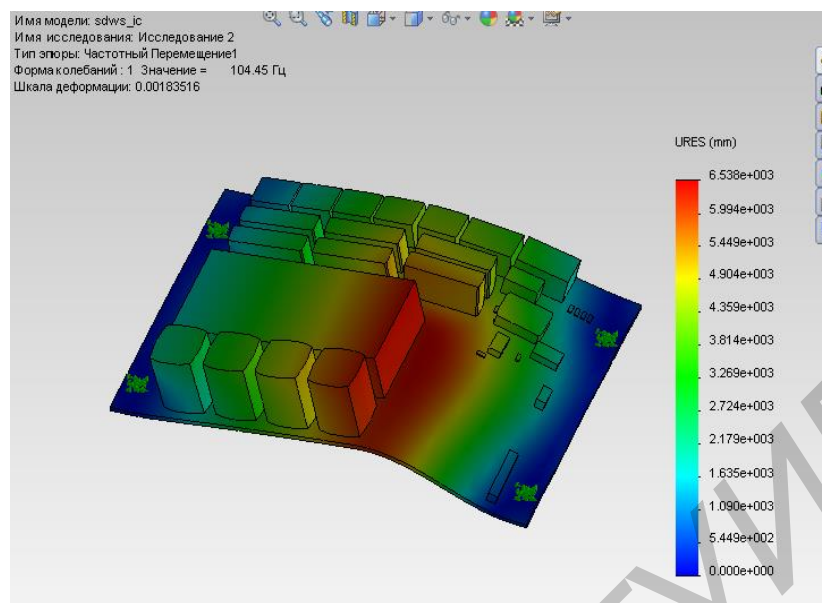 Имя модели: sdws_ic
Имя исследования: Исследование 2
Тип эпюры: Частотный Перемещение1
Форма колебаний : 1 Значение = 104.45 Гц
Шкала деформации: 0.00183516
URES (mm)
6.538e+003
5.994e+003
5.449e+003
4.904e+003
4.359e+003
3.814e+003
3.269e+003
2.724e+003
2.179e+003
1.635e+003
1.090e+003
5.449e+002
0.000e+000